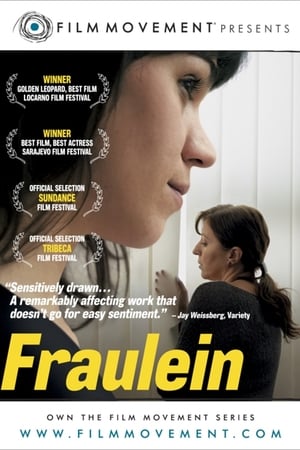 FILM MOVEMENT® PRESENTS
WINNER
GOLDEN LEOPARD, BEST FILM
LOCARNO FILM FESTIVAL
WINNER
BEST FILM, BEST ACTRESS
SARAJEVO FILM FESTIVAL
OFFICIAL SELECTION
SUNDANCE
FILM FESTIVAL
OFFICIAL SELECTION
TRIBECA
FILM FESTIVAL
“Sensitively drawn…
A remarkably affecting work that
doesn’t go for easy sentiment.” – Jay Weissberg, Variety
Fraulein
OWN THE FILM MOVEMENT SERIES
WWW.FILMMOVEMENT.COM